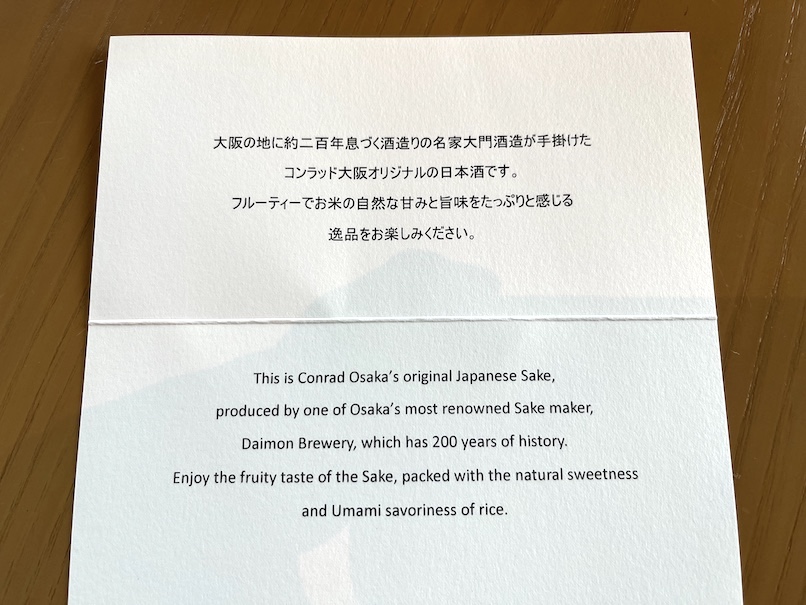 大阪の地に約二百年息づく酒造りの名家大門酒造が手掛けた
コンラッド大阪オリジナルの日本酒です。
フルーティーでお米の自然な甘みと旨味をたっぷりと感じる
逸品をお楽しみください。
This is Conrad Osaka’s original Japanese Sake,
produced by one of Osaka’s most renowned Sake maker,
Daimon Brewery, which has 200 years of history.
Enjoy the fruity taste of the Sake, packed with the natural sweetness
and Umami savoriness of rice.